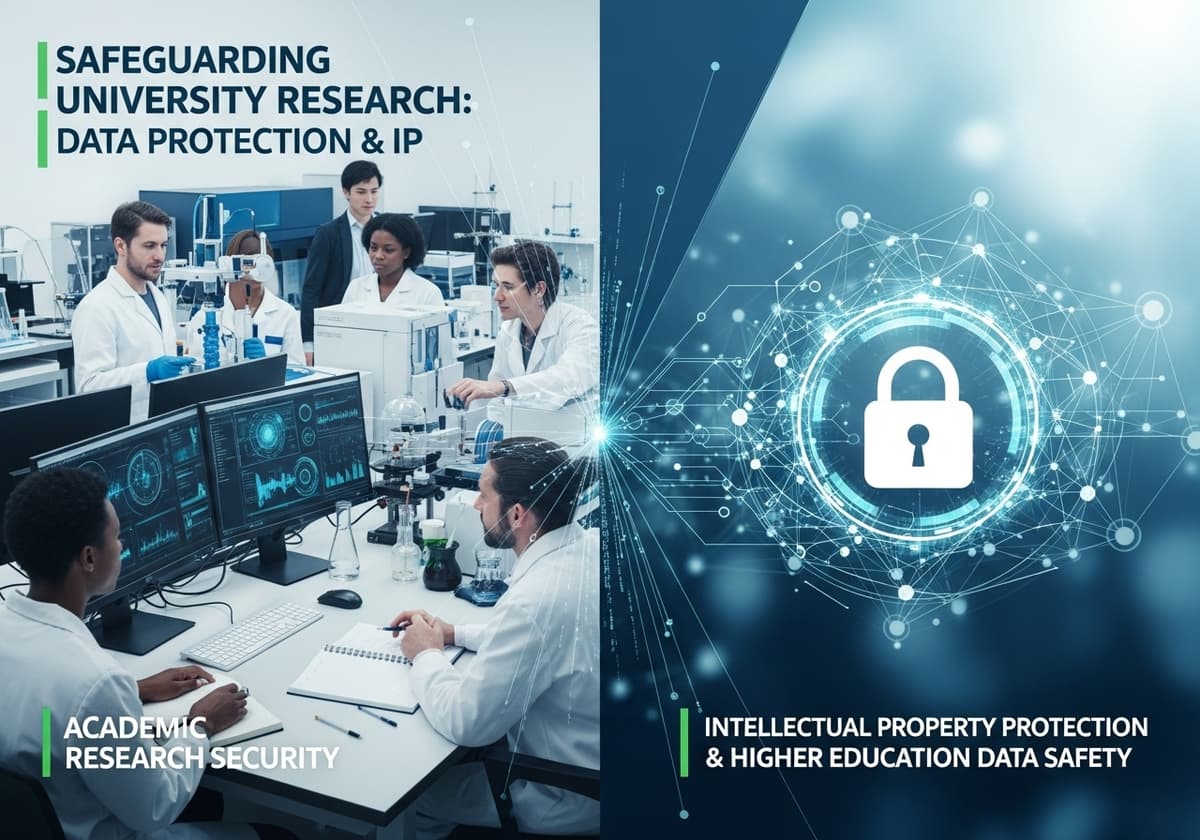 SAFEGUARDING
UNIVERSITY RESEARCH:
DATA PROTECTION & IP
ACADEMIC
RESEARCH SECURITY
INTELLECTUAL PROPERTY PROTECTION
& HIGHER EDUCATION DATA SAFETY